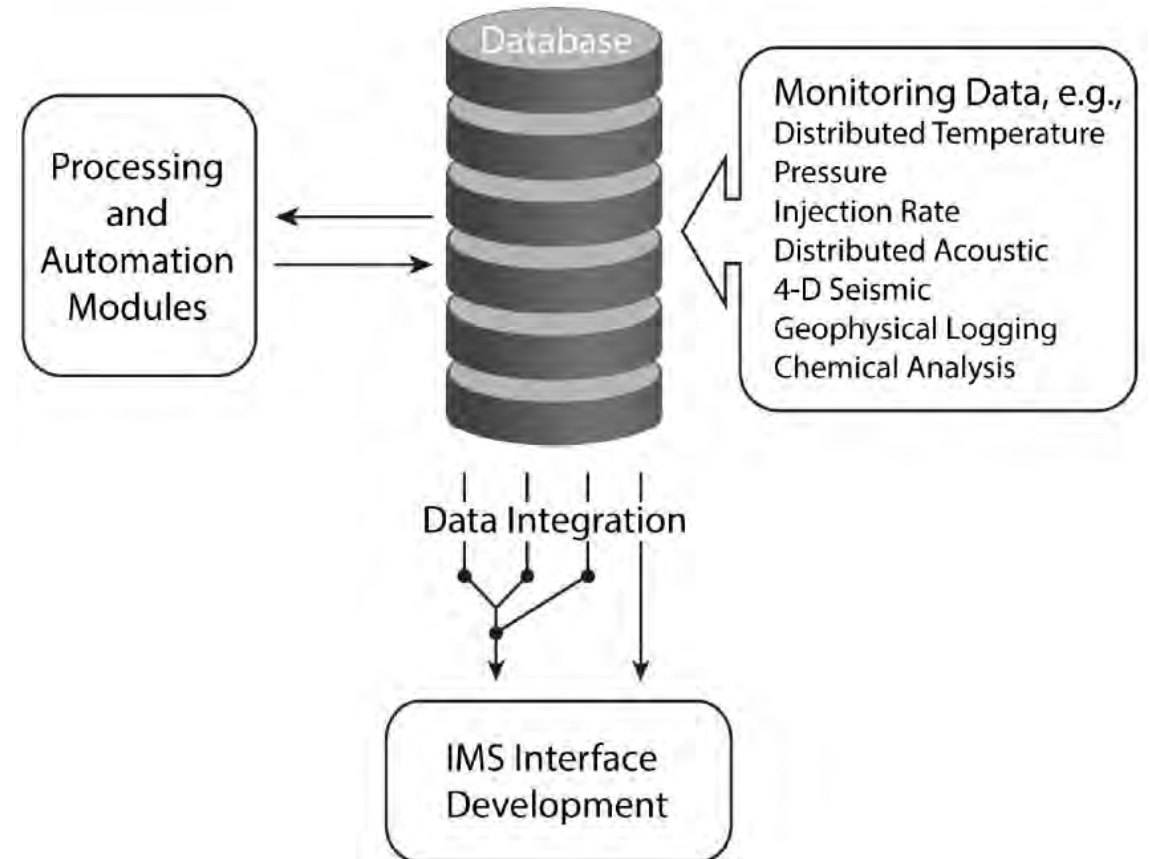 Database
Processing
and
Automation
Modules
Monitoring Data, e.g.,
Distributed Temperature
Pressure
Injection Rate
Distributed Acoustic
4-D Seismic
Geophysical Logging
Chemical Analysis
Data Integration
IMS Interface
Development